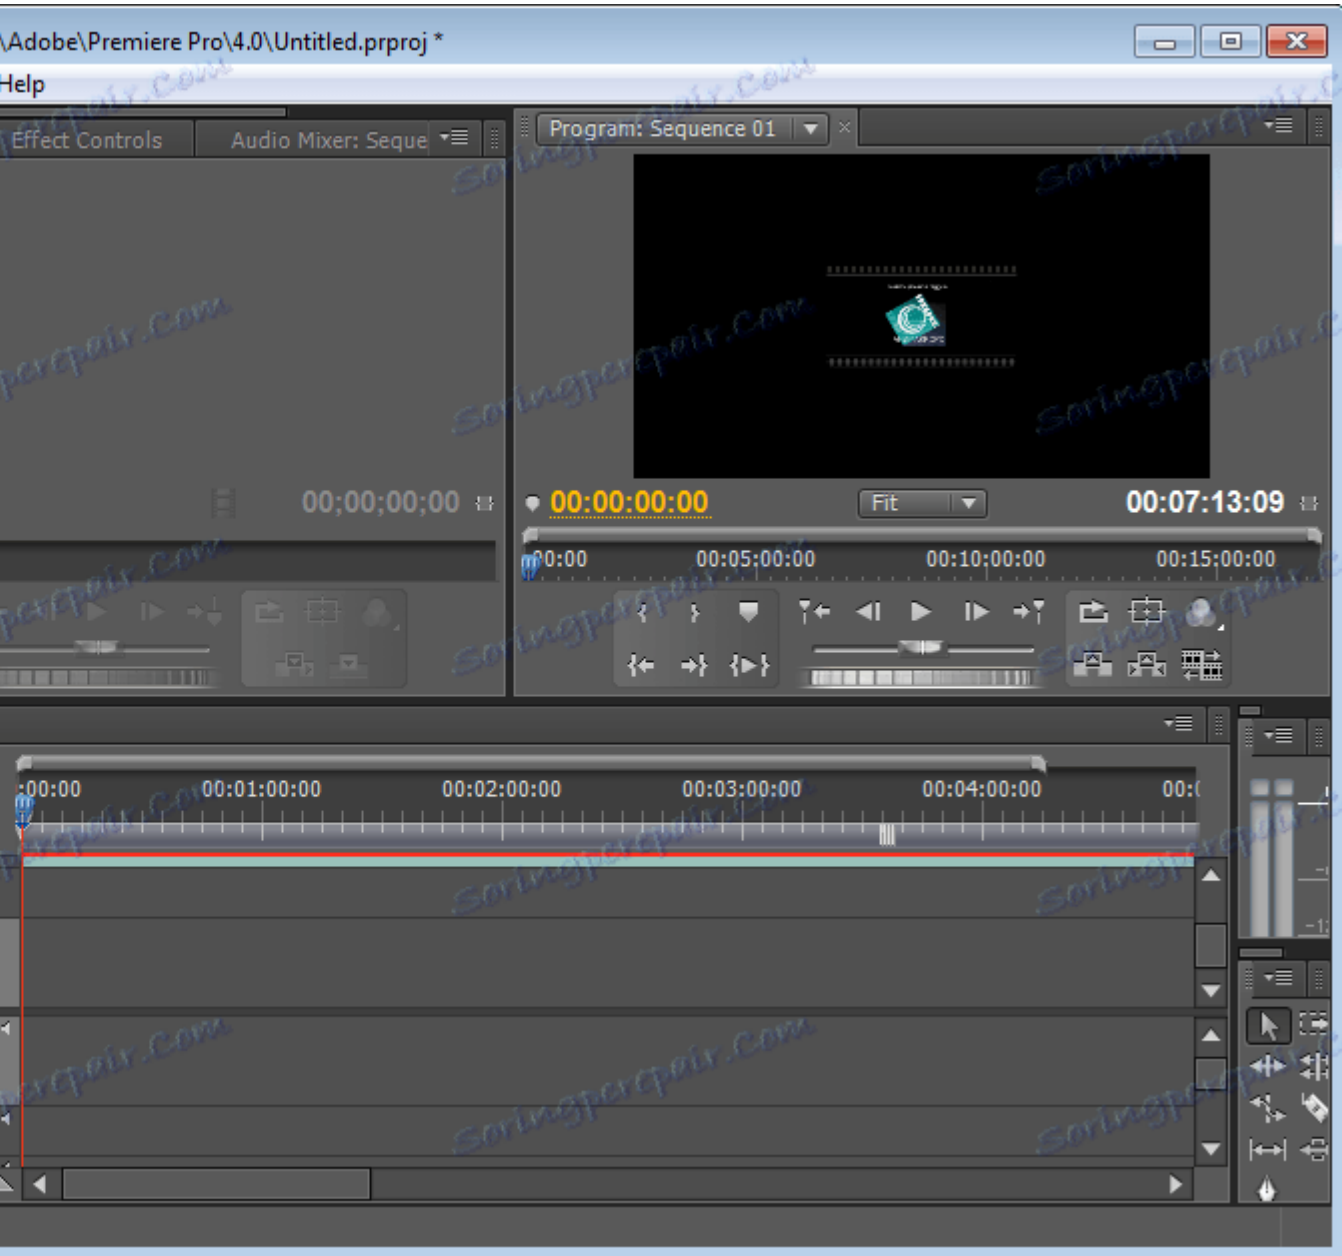 \Adobe\Premiere Pro\4.0\Untitled.prproj *
Help
Effect Controls
Audio Mixer: Seque
Program: Sequence 01
00;00;00;00
00:00:00:00
Fit
00:07:13:09
00:00
00:05:00:00
00:10:00:00
00:15:00:00
:00:00
00:01:00:00
00:02:00:00
00:03:00:00
00:04:00:00
00:(
Soringpcrepair.com